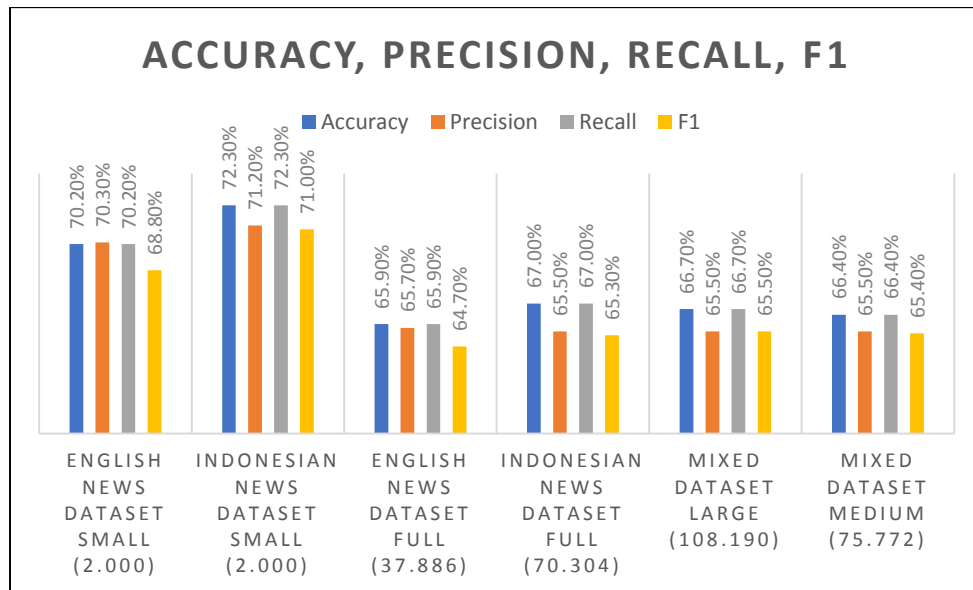 ACCURACY, PRECISION, RECALL, F1
Accuracy Precision Recall F1
70.20%
70.30%
70.20%
68.80%
72.30%
71.20%
72.30%
71.00%
65.90%
65.70%
65.90%
64.70%
67.00%
65.50%
67.00%
65.30%
66.70%
65.50%
66.70%
65.50%
66.40%
65.50%
66.40%
65.40%
ENGLISH
NEWS
DATASET
SMALL
(2.000)
INDONESIAN
NEWS
DATASET
SMALL
(2.000)
ENGLISH
NEWS
DATASET
FULL
(37.886)
INDONESIAN
NEWS
DATASET
FULL
(70.304)
MIXED
DATASET
LARGE
(108.190)
MIXED
DATASET
MEDIUM
(75.772)